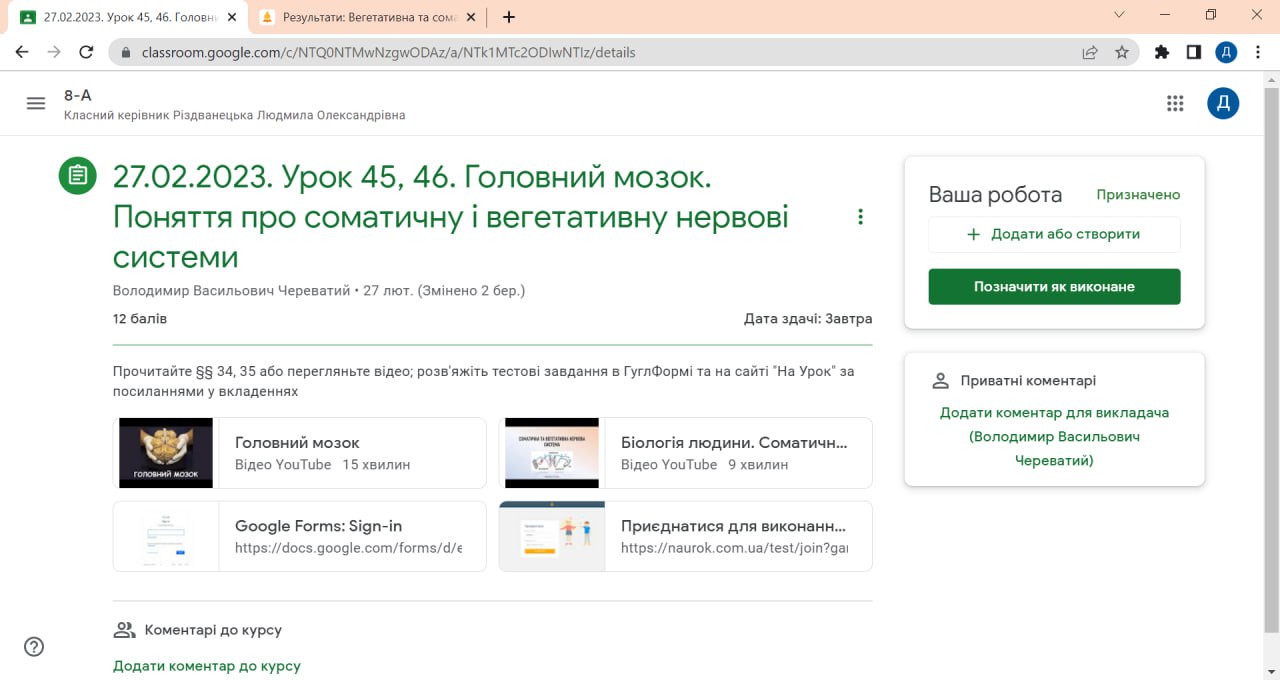 27.02.2023. Урок 45, 46. Головн
Результати: Вегетативна та сома
classroom.google.com/c/NTQ0NTMwNzgwODAz/a/NTk1MTc2ODIwNTIz/details
Д
8-А
Класний керівник Різдванецька Людмила Олександрівна
Д
27.02.2023. Урок 45, 46. Головний мозок.
Поняття про соматичну і вегетативну нервові
системи
Володимир Васильович Череватий • 27 лют. (Змінено 2 бер.)
12 балів
Дата здачі: Завтра
Прочитайте §§ 34, 35 або перегляньте відео; розв'яжіть тестові завдання в ГуглФормі та на сайті "На Урок" за
посиланнями у вкладеннях
ГОЛОВНИЙ МОЗОК
Головний мозок
Відео YouTube 15 хвилин
СОМАТИЧНА ТА ВЕГЕТАТИВНА НЕРВОВА
СИСТЕМА
Біологія людини. Соматичн...
Відео YouTube 9 хвилин
Google Forms: Sign-in
https://docs.google.com/forms/d/e
Приєднатися для виконанн...
https://naurok.com.ua/test/join?gai
Коментарі до курсу
Додати коментар до курсу
Ваша робота
Призначено
+ Додати або створити
Позначити як виконане
Приватні коментарі
Додати коментар для викладача
(Володимир Васильович
Череватий)